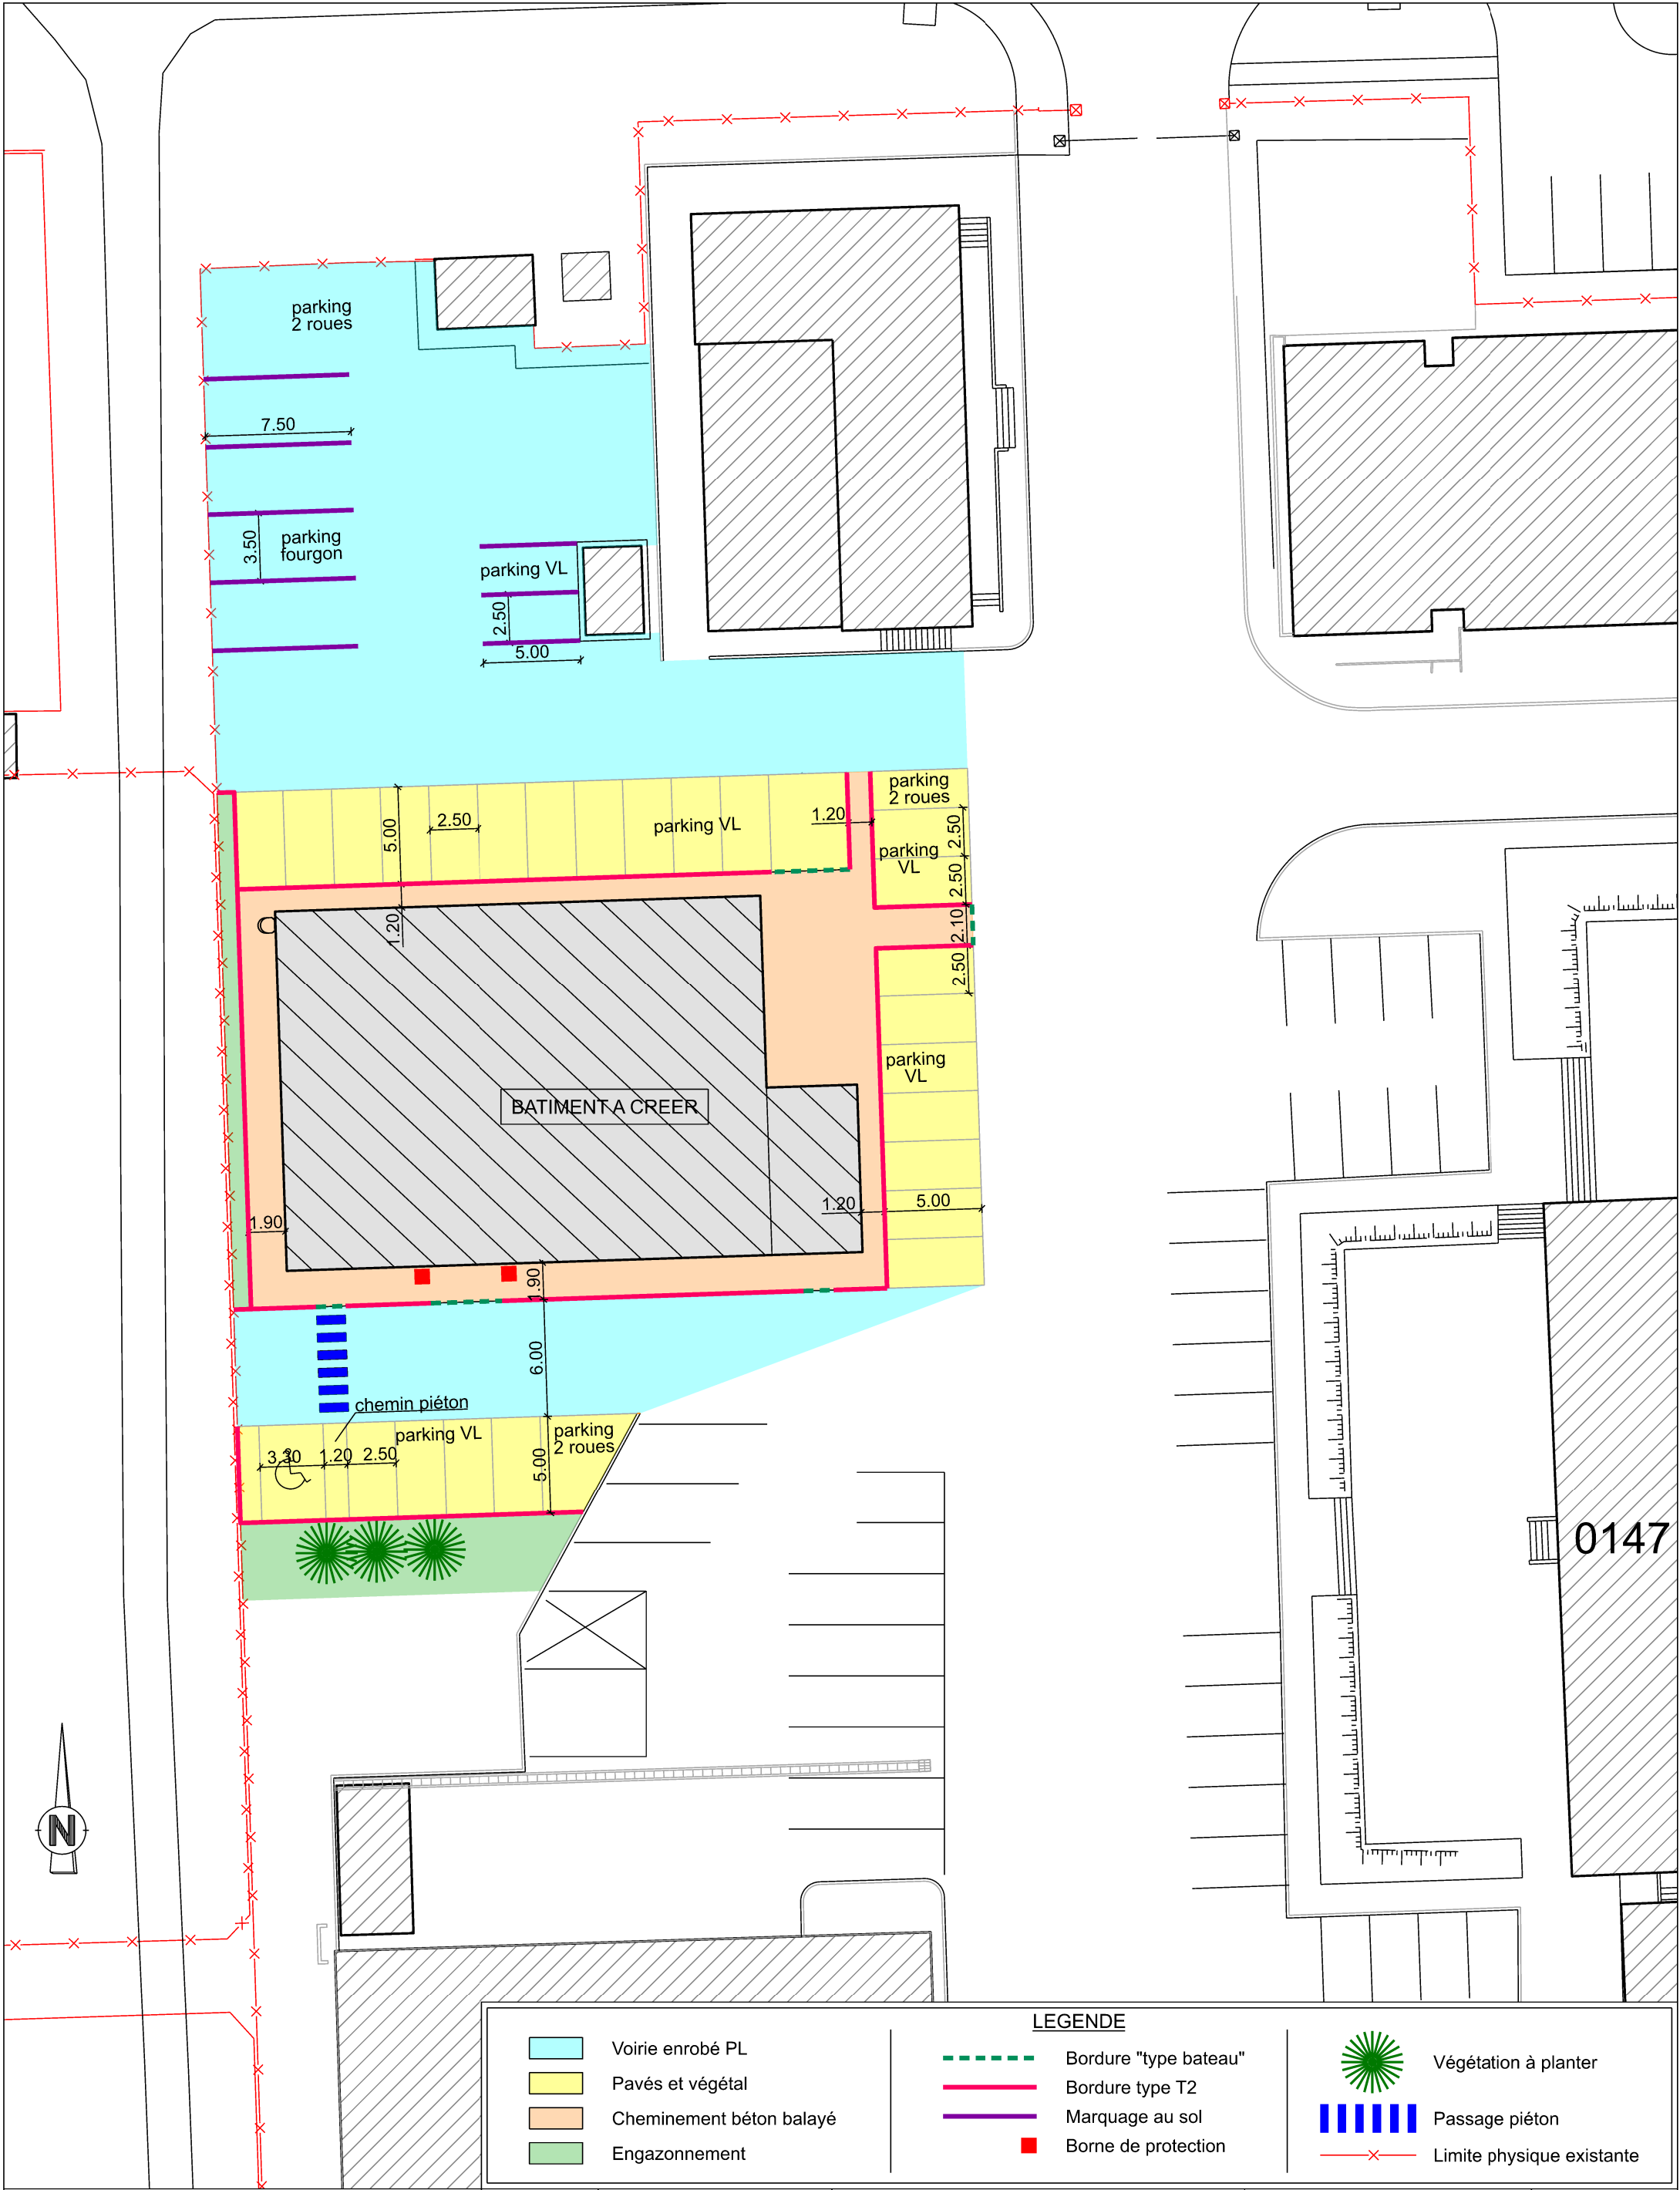 parking
2 roues
7.50
3.50
parking
fourgon
parking VL
2.50
5.00
parking
2 roues
5.00
2.50
parking VL
1.20
2.50
parking
VL
2.50
1.20
2.10
2.50
parking
VL
BATIMENT A CREER
1.20
5.00
1.90
1.90
6.00
chemin piéton
parking VL
parking
2 roues
3.30
1.20
2.50
5.00
0147
N
LEGENDE
Voirie enrobé PL
Pavés et végétal
Cheminement béton balayé
Engazonnement
Bordure "type bateau"
Bordure type T2
Marquage au sol
Borne de protection
Végétation à planter
Passage piéton
Limite physique existante